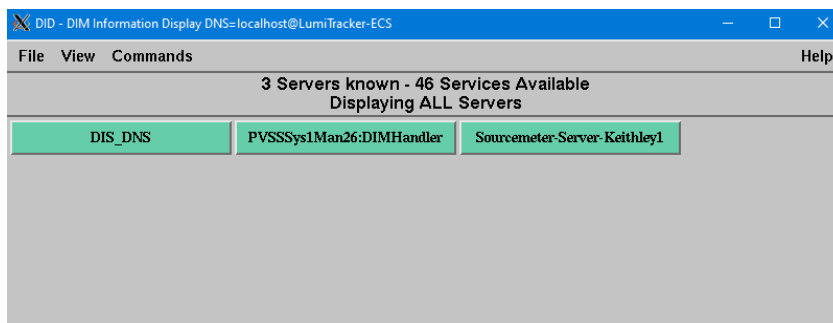 DID - DIM Information Display DNS=localhost@LumiTracker-ECS
File View Commands Help
3 Servers known - 46 Services Available
Displaying ALL Servers
DIS_DNS PVSSSys1Man26:DIMHandler Sourcemeter-Server-Keithley1